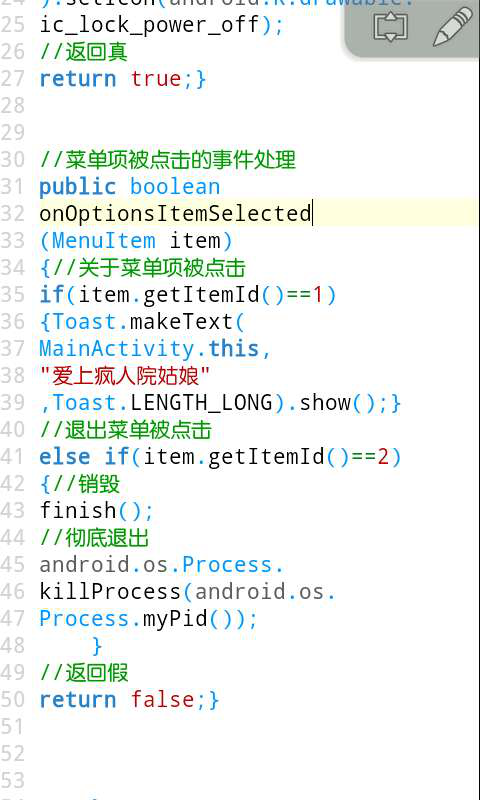 24 ).setIcon(android.R.drawable.
25 ic_lock_power_off);
26 //返回真
27 return true;}
28
29
30 //菜单项被点击的事件处理
31 public boolean
32 onOptionsItemSelected
33 (MenuItem item)
34 {//关于菜单项被点击
35 if(item.getItemId()==1)
36 {Toast.makeText(
37 MainActivity.this,
38 "爱上疯人院姑娘"
39 ,Toast.LENGTH_LONG).show();}
40 //退出菜单被点击
41 else if(item.getItemId()==2)
42 {//销毁
43 finish();
44 //彻底退出
45 android.os.Process.
46 killProcess(android.os.
47 Process.myPid());
48     }
49 //返回假
50 return false;}
51
52
53